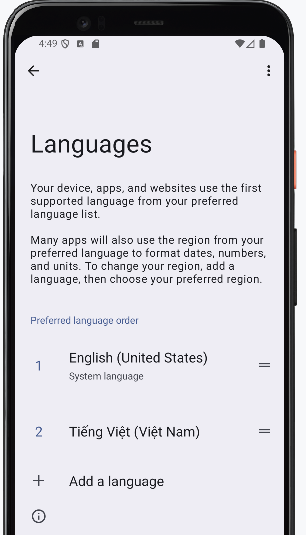 4:49
Languages
Your device, apps, and websites use the first
supported language from your preferred
language list.
Many apps will also use the region from your
preferred language to format dates, numbers,
and units. To change your region, add a
language, then choose your preferred region.
Preferred language order
1 English (United States)
System language
2 Tiếng Việt (Việt Nam)
Add a language